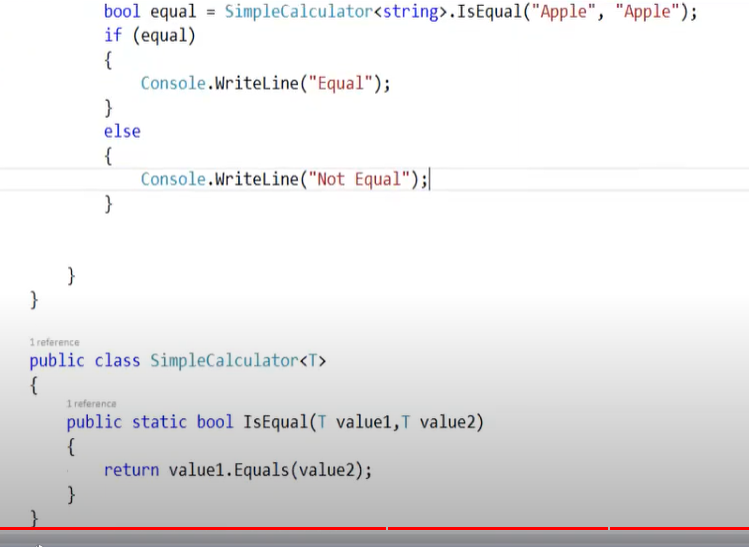 bool equal = SimpleCalculator<string>.IsEqual("Apple", "Apple");
if (equal)
{
Console.WriteLine("Equal");
}
else
{
Console.WriteLine("Not Equal");
}
}
}
1 reference
public class SimpleCalculator<T>
{
1 reference
public static bool IsEqual(T value1,T value2)
{
return value1.Equals(value2);
}
}